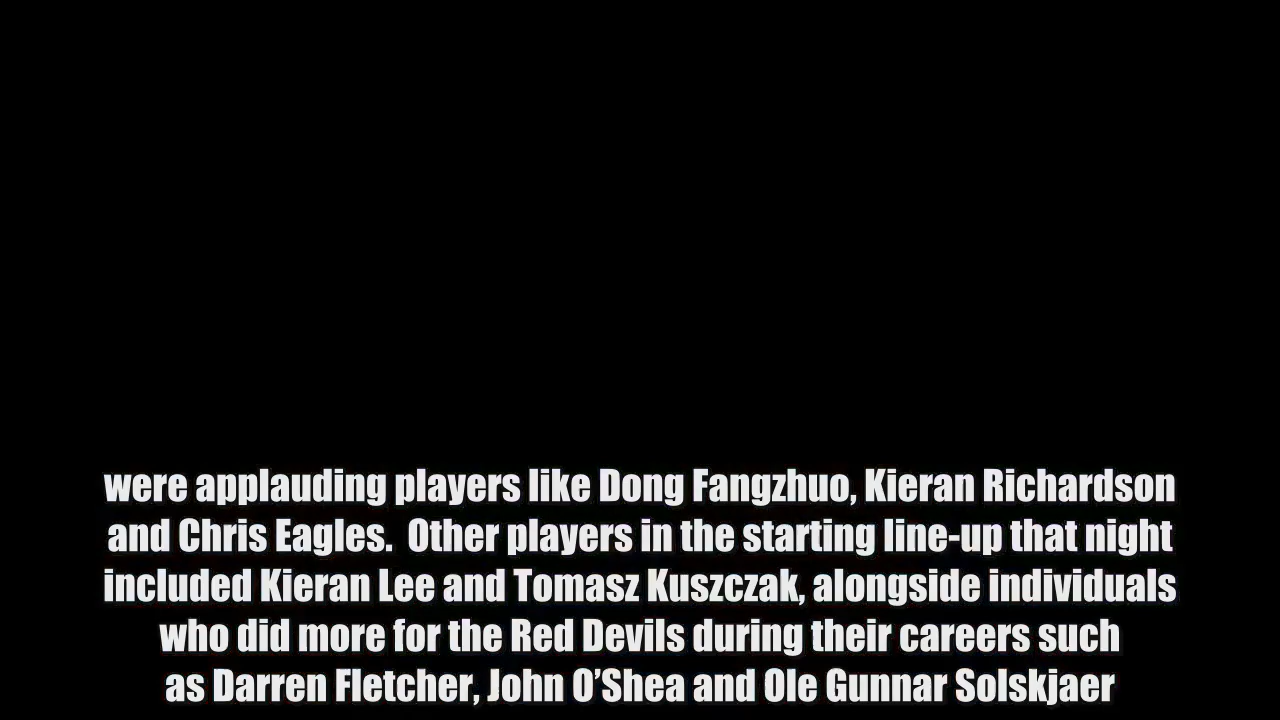 were applauding players like Dong Fangzhuo, Kieran Richardson
and Chris Eagles.  Other players in the starting line-up that night
included Kieran Lee and Tomasz Kuszczak, alongside individuals
who did more for the Red Devils during their careers such
as Darren Fletcher, John O’Shea and Ole Gunnar Solskjaer